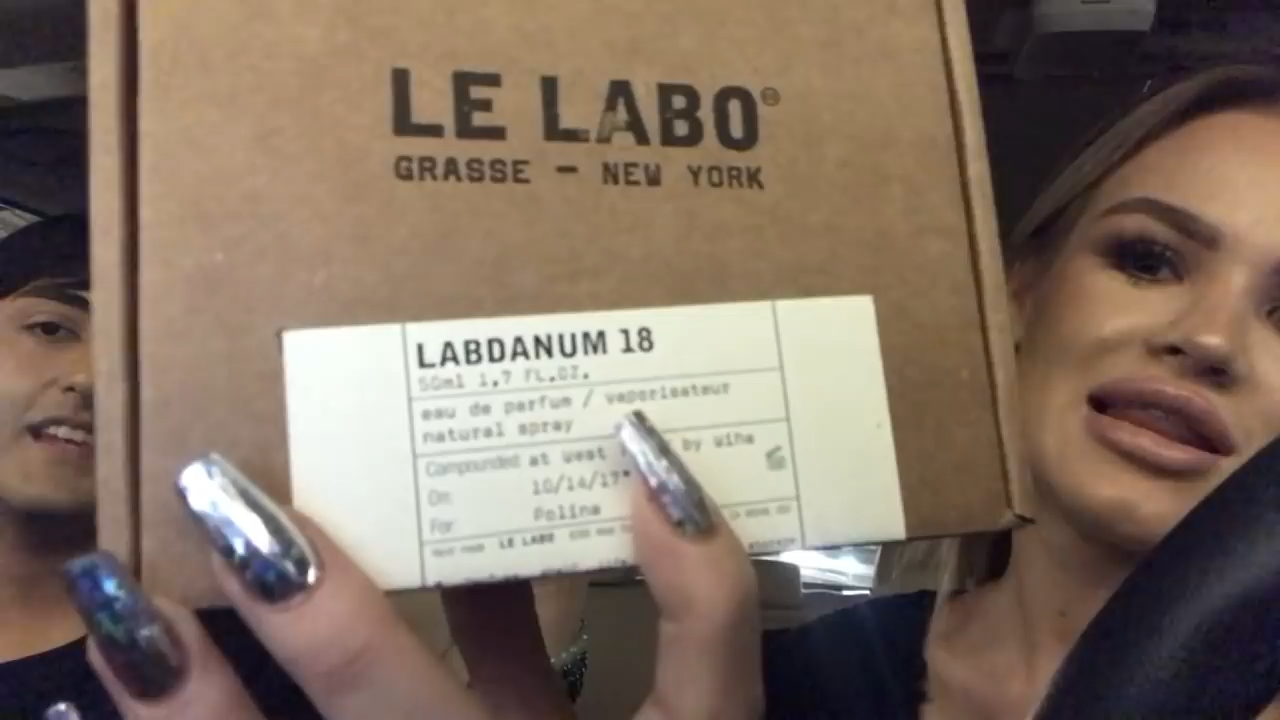 LE LABO®
GRASSE - NEW YORK
LABDANUM 18
50ml 1.7 FL.OZ.
eau de parfum / vaporisateur
natural spray
Compounded at west by wiha
On: 10/14/17
For: Polina
LE LABO